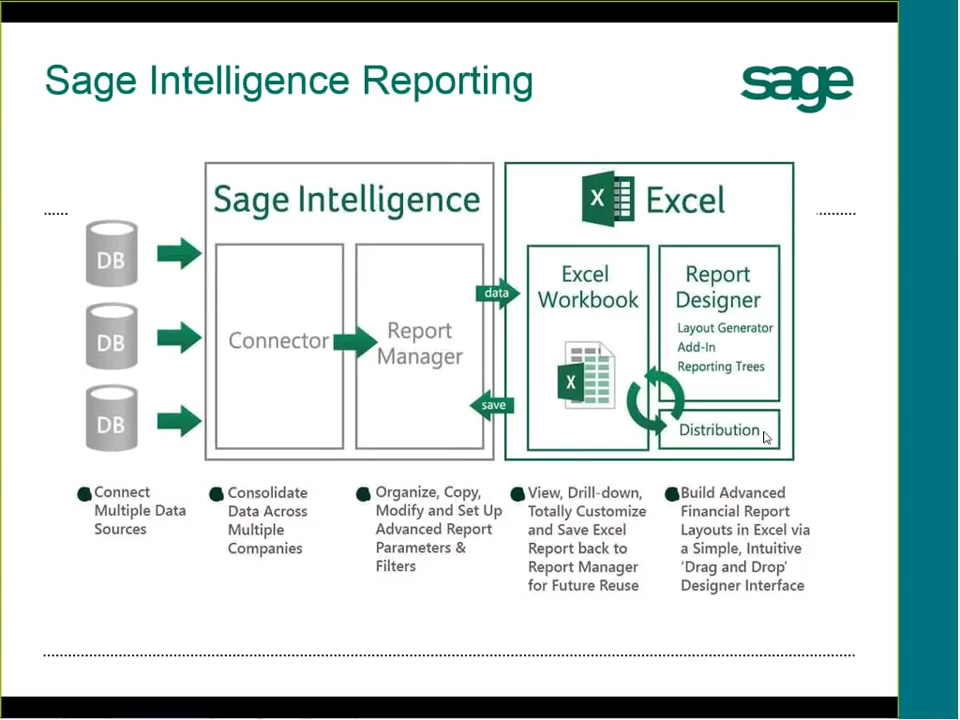 Sage Intelligence Reporting
sage
Sage Intelligence
Excel
X
DB
DB
DB
Connector
Report
Manager
data
save
Excel
Workbook
X
Report
Designer
Layout Generator
Add-In
Reporting Trees
Distribution
Connect
Multiple Data
Sources
Consolidate
Data Across
Multiple
Companies
Organize, Copy,
Modify and Set Up
Advanced Report
Parameters &
Filters
View, Drill-down,
Totally Customize
and Save Excel
Report back to
Report Manager
for Future Reuse
Build Advanced
Financial Report
Layouts in Excel via
a Simple, Intuitive
‘Drag and Drop’
Designer Interface